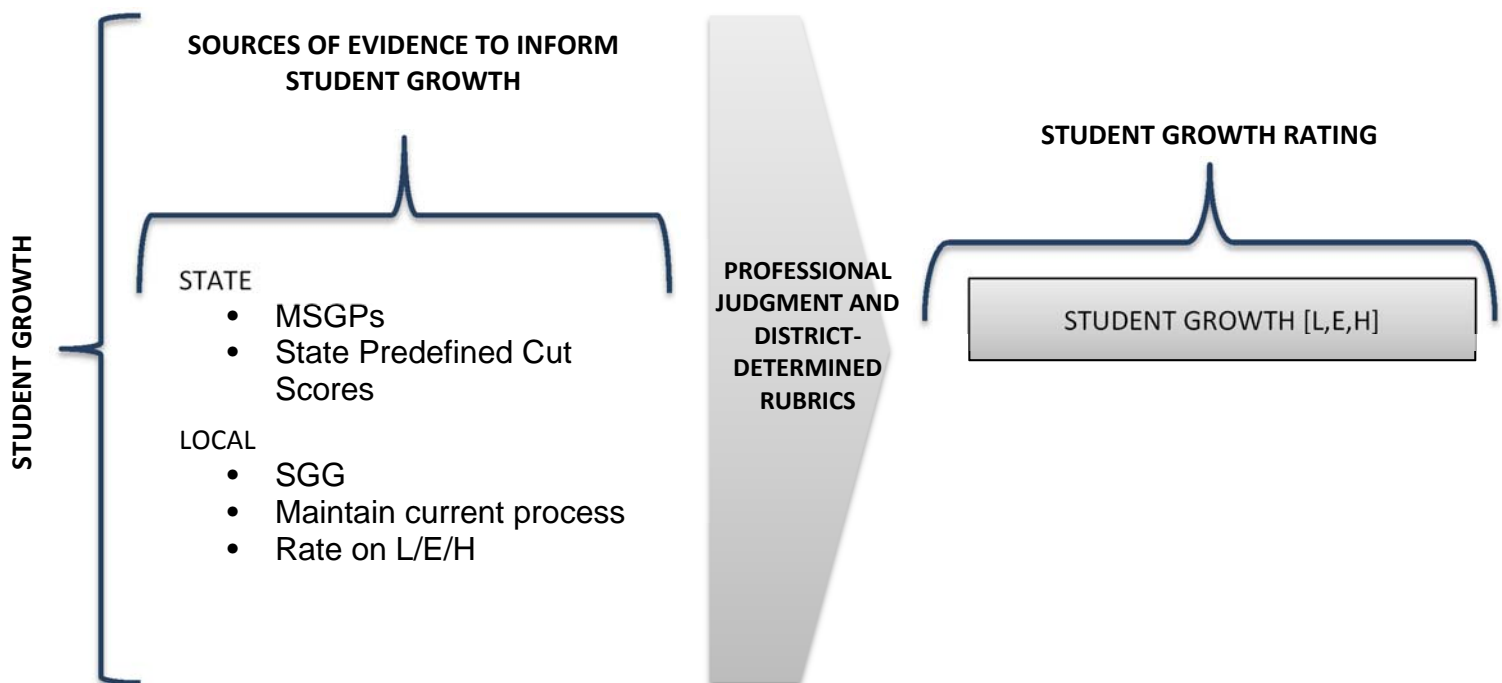 STUDENT GROWTH
SOURCES OF EVIDENCE TO INFORM
STUDENT GROWTH
STATE
• MSGPs
• State Predefined Cut
Scores
LOCAL
• SGG
• Maintain current process
• Rate on L/E/H
PROFESSIONAL
JUDGMENT AND
DISTRICT-
DETERMINED
RUBRICS
STUDENT GROWTH RATING
STUDENT GROWTH [L,E,H]